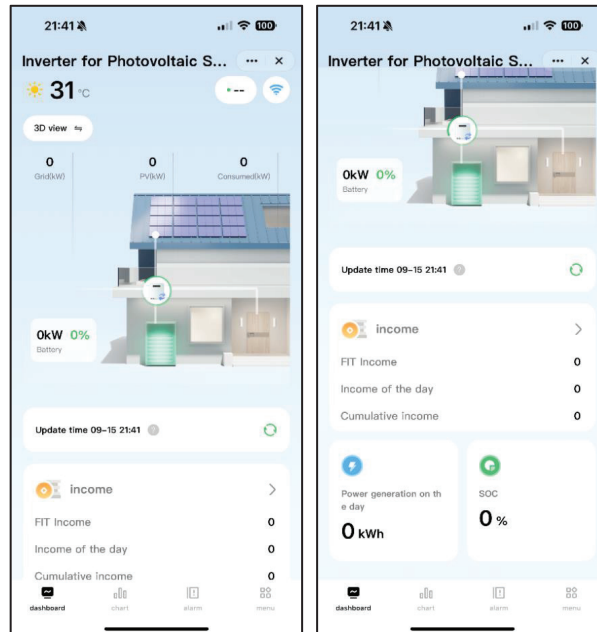 21:41
100
Inverter for Photovoltaic S...
31 °C
--
3D view
0 0 0
Grid(kW) PV(kW) Consumed(kW)
0kW 0%
Battery
Update time 09-15 21:41
income
FIT Income 0
Income of the day 0
Cumulative income 0
dashboard chart alarm menu
21:41
100
Inverter for Photovoltaic S...
0kW 0%
Battery
Update time 09-15 21:41
income
FIT Income 0
Income of the day 0
Cumulative income 0
Power generation on th
e day
0 kWh
SOC
0 %
dashboard chart alarm menu